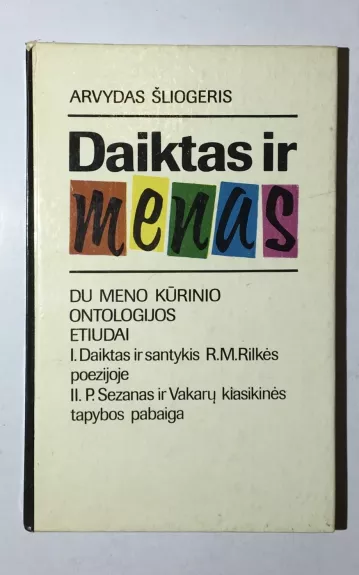 ARVYDAS ŠLIOGERIS
Daiktas ir
menas
DU MENO KŪRINIO
ONTOLOGIJOS
ETIUDAI
I. Daiktas ir santykis R.M.Rilkės
poezijoje
II. P. Sezanas ir Vakarų klasikinės
tapybos pabaiga